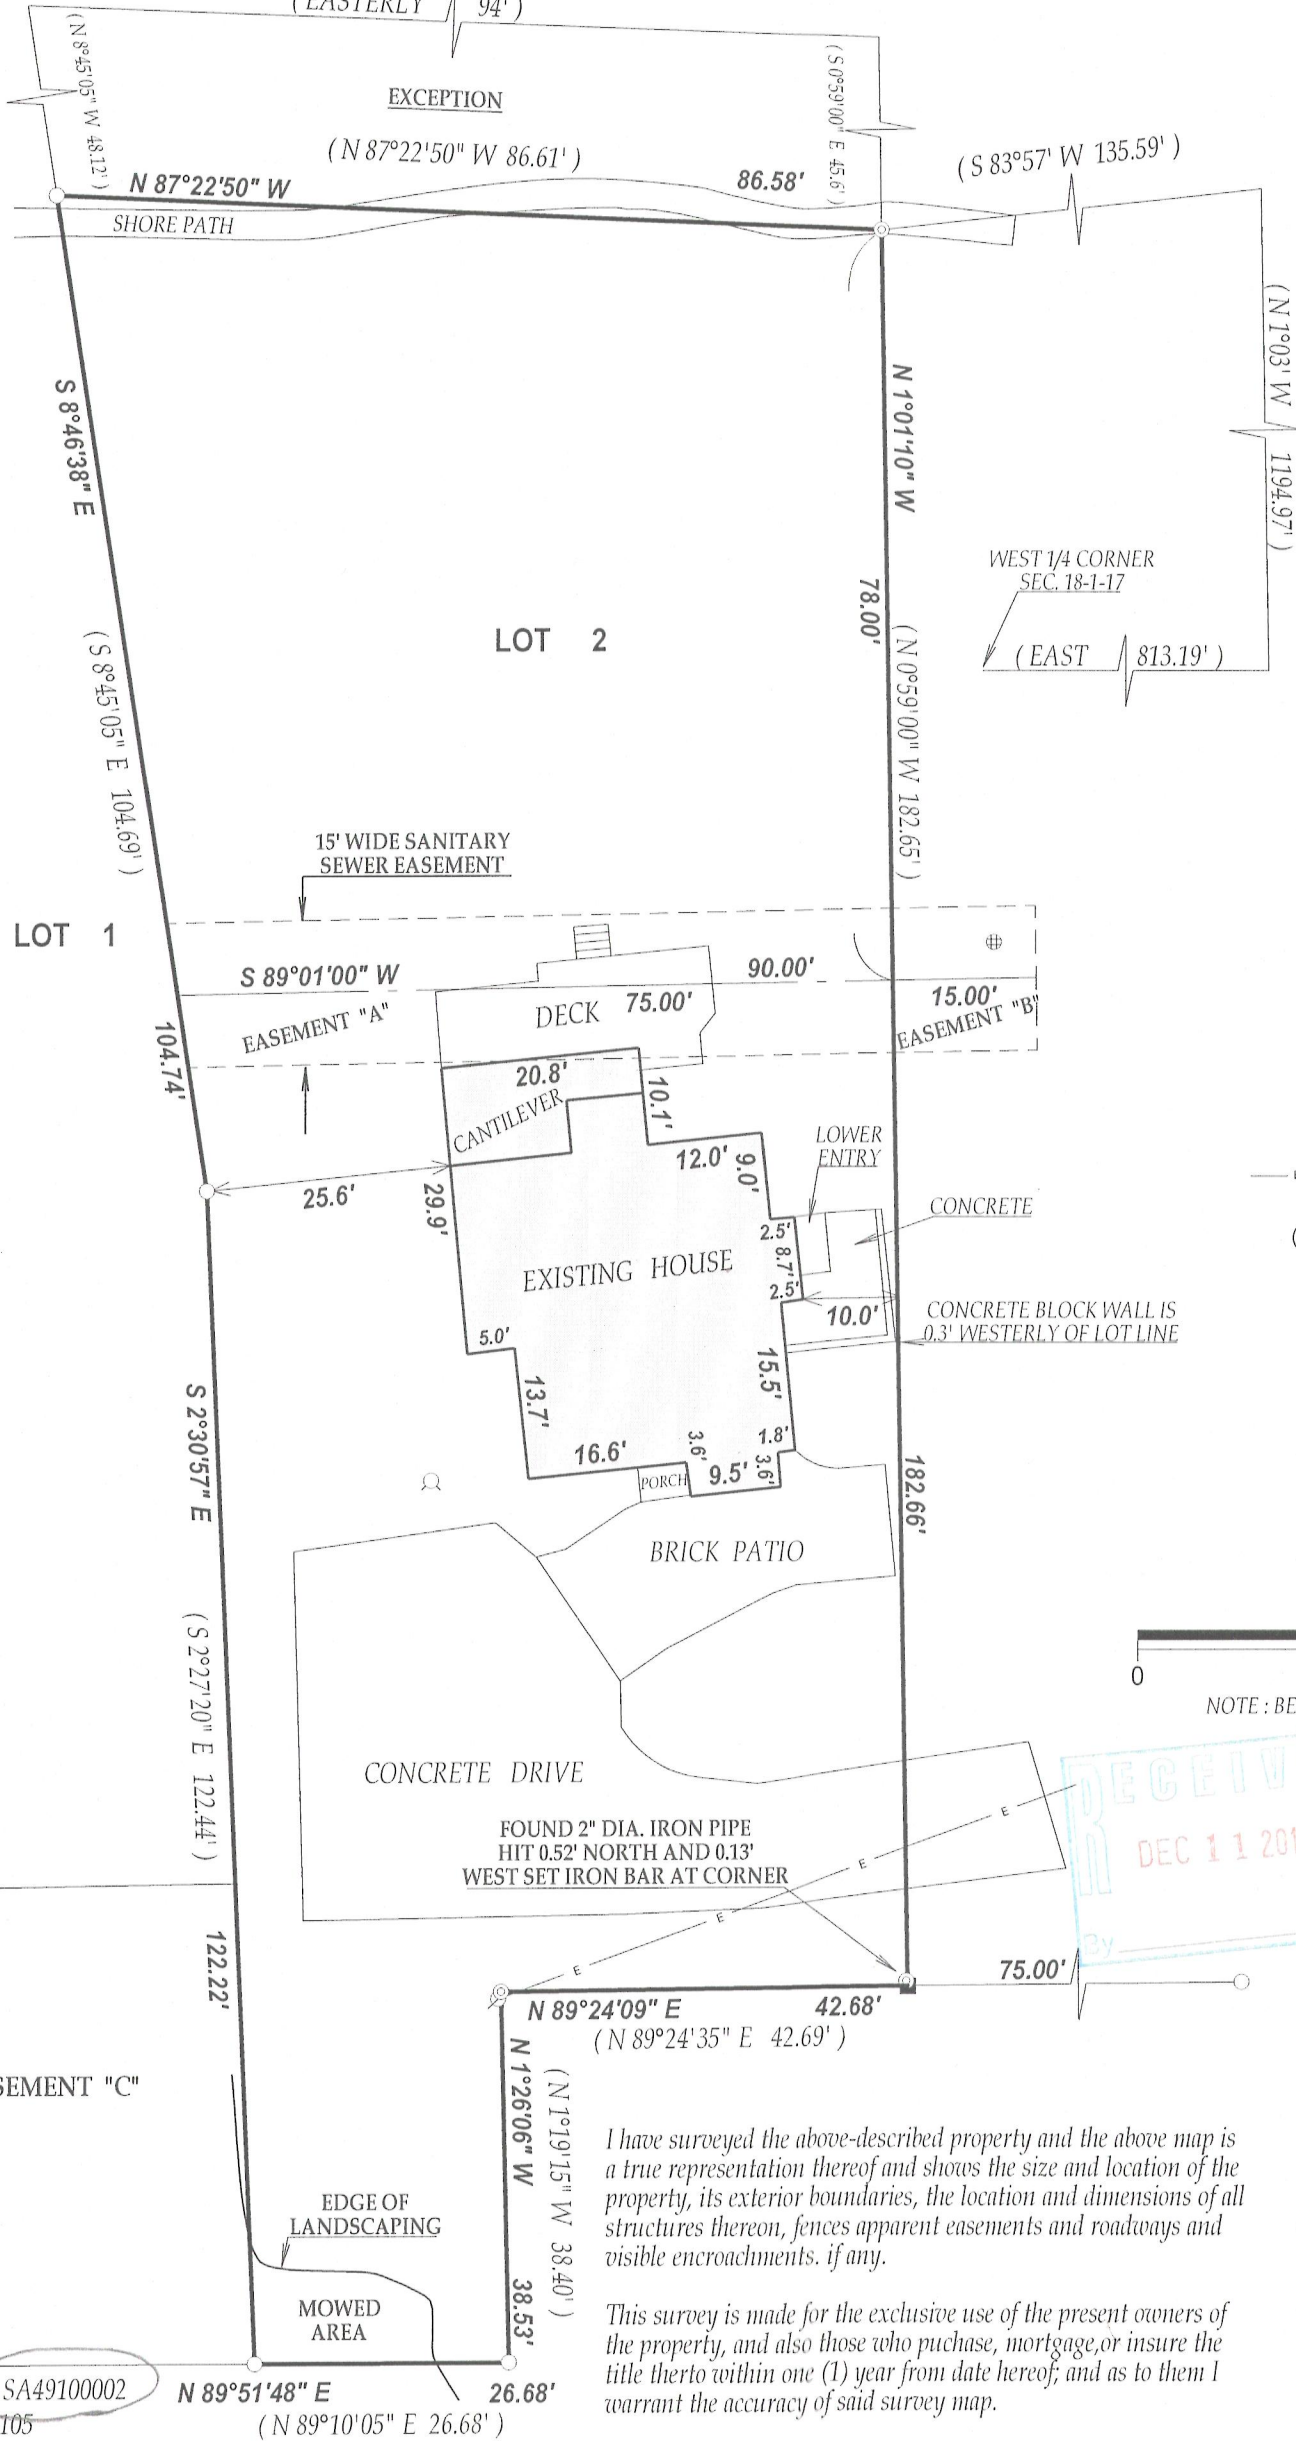 ( EASTERLY 94' )
(N 8°45'05" W 48.12')
(S 0°59'00" E 45.6')
EXCEPTION
( N 87°22'50" W 86.61' )
( S 83°57' W 135.59' )
N 87°22'50" W 86.58'
SHORE PATH
( N 1°03' W 1194.97' )
S 8°46'38" E
N 1°01'10" W
WEST 1/4 CORNER
SEC. 18-1-17
78.00'
LOT 2
( EAST 813.19' )
( S 8°45'05" E 104.69' )
( N 0°59'00" W 182.65' )
15' WIDE SANITARY
SEWER EASEMENT
LOT 1
S 89°01'00" W
90.00'
15.00'
DECK 75.00'
EASEMENT "A"
EASEMENT "B"
104.74'
20.8'
10.1'
CANTILEVER
12.0'
9.0'
LOWER
ENTRY
25.6'
29.9'
CONCRETE
2.5'
8.7'
EXISTING HOUSE
2.5'
10.0'
CONCRETE BLOCK WALL IS
0.3' WESTERLY OF LOT LINE
5.0'
15.5'
13.7'
S 2°30'57" E
1.8'
16.6'
3.6'
9.5'
3.6'
PORCH
182.66'
BRICK PATIO
( S 2°27'20" E 122.44' )
0
NOTE : BE
CONCRETE DRIVE
RECEIV
DEC 1 1 201
By
E
E
E
E
FOUND 2" DIA. IRON PIPE
HIT 0.52' NORTH AND 0.13'
WEST SET IRON BAR AT CORNER
122.22'
75.00'
N 89°24'09" E 42.68'
( N 89°24'35" E 42.69' )
N 1°26'06" W 38.53'
( N 1°19'15" W 38.40' )
SEMENT "C"
I have surveyed the above-described property and the above map is
a true representation thereof and shows the size and location of the
property, its exterior boundaries, the location and dimensions of all
structures thereon, fences apparent easements and roadways and
visible encroachments. if any.
EDGE OF
LANDSCAPING
MOWED
AREA
This survey is made for the exclusive use of the present owners of
the property, and also those who puchase, mortgage,or insure the
title therto within one (1) year from date hereof; and as to them I
warrant the accuracy of said survey map.
SA49100002
105
N 89°51'48" E 26.68'
( N 89°10'05" E 26.68' )